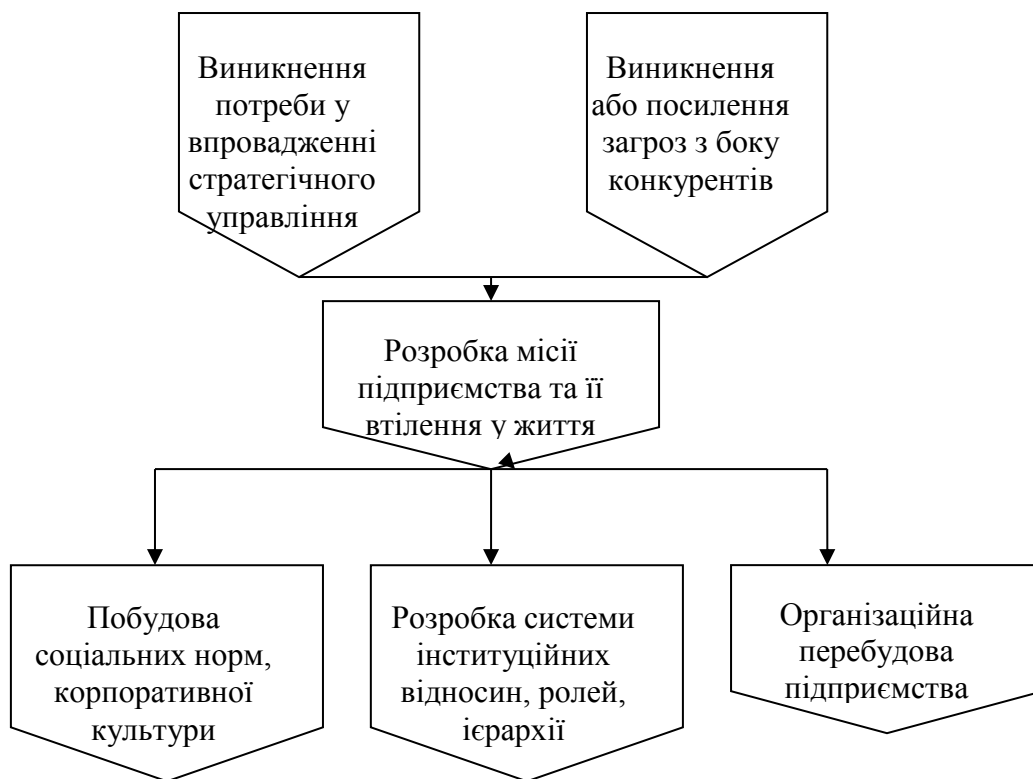 Виникнення
потреби у
впровадженні
стратегічного
управління
Виникнення
або посилення
загроз з боку
конкурентів
Розробка місії
підприємства та її
втілення у життя
Побудова
соціальних норм,
корпоративної
культури
Розробка системи
інституційних
відносин, ролей,
ієрархії
Організаційна
перебудова
підприємства